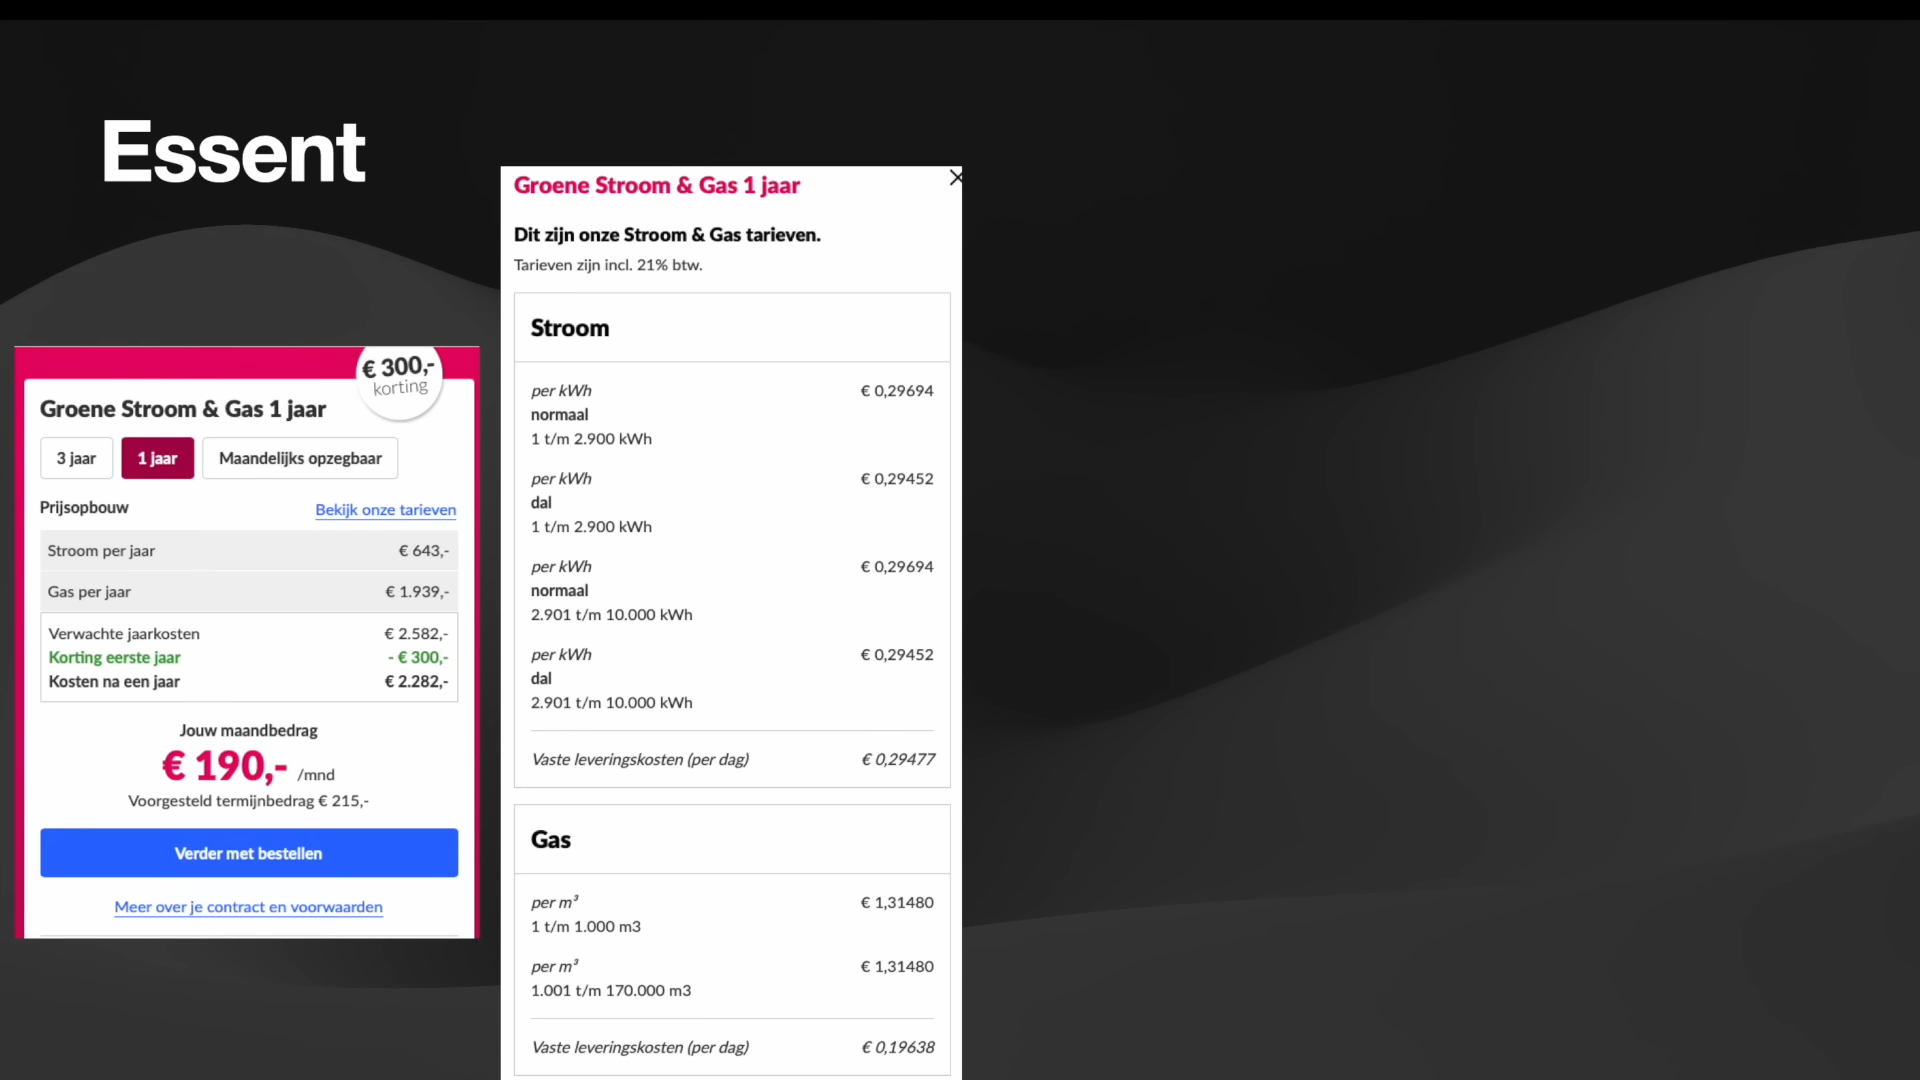 Essent
€ 300,-
korting
Groene Stroom & Gas 1 jaar
3 jaar 1 jaar Maandelijks opzegbaar
Prijsopbouw Bekijk onze tarieven
Stroom per jaar € 643,-
Gas per jaar € 1.939,-
Verwachte jaarkosten € 2.582,-
Korting eerste jaar - € 300,-
Kosten na een jaar € 2.282,-
Jouw maandbedrag
€ 190,- /mnd
Voorgesteld termijnbedrag € 215,-
Verder met bestellen
Meer over je contract en voorwaarden
Groene Stroom & Gas 1 jaar
Dit zijn onze Stroom & Gas tarieven.
Tarieven zijn incl. 21% btw.
Stroom
per kWh € 0,29694
normaal
1 t/m 2.900 kWh
per kWh € 0,29452
dal
1 t/m 2.900 kWh
per kWh € 0,29694
normaal
2.901 t/m 10.000 kWh
per kWh € 0,29452
dal
2.901 t/m 10.000 kWh
Vaste leveringskosten (per dag) € 0,29477
Gas
per m³ € 1,31480
1 t/m 1.000 m3
per m³ € 1,31480
1.001 t/m 170.000 m3
Vaste leveringskosten (per dag) € 0,19638